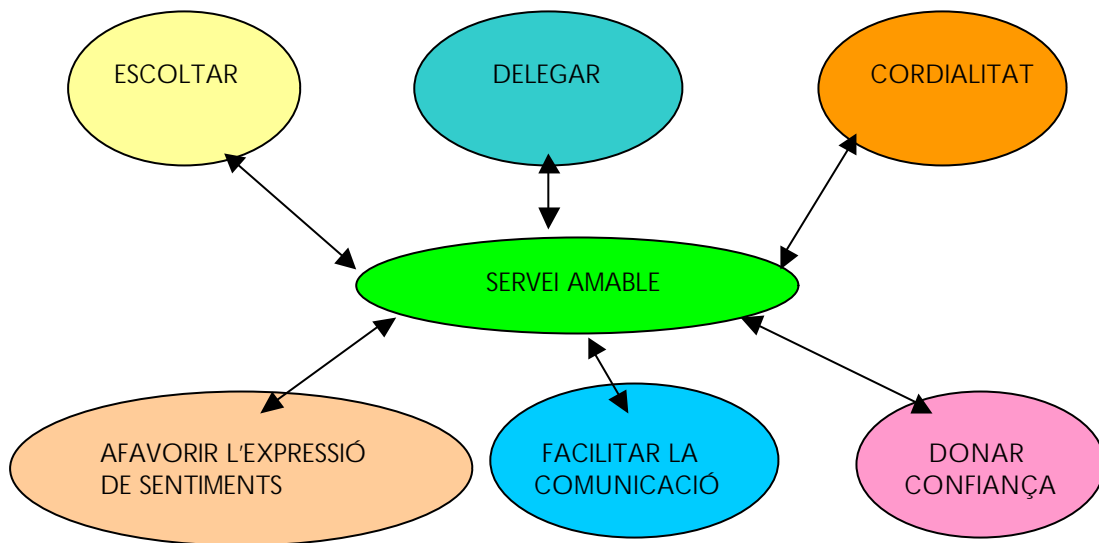 ESCOLTAR
DELEGAR
CORDIALITAT
SERVEI AMABLE
AFAVORIR L'EXPRESSIÓ
DE SENTIMENTS
FACILITAR LA
COMUNICACIÓ
DONAR
CONFIANÇA